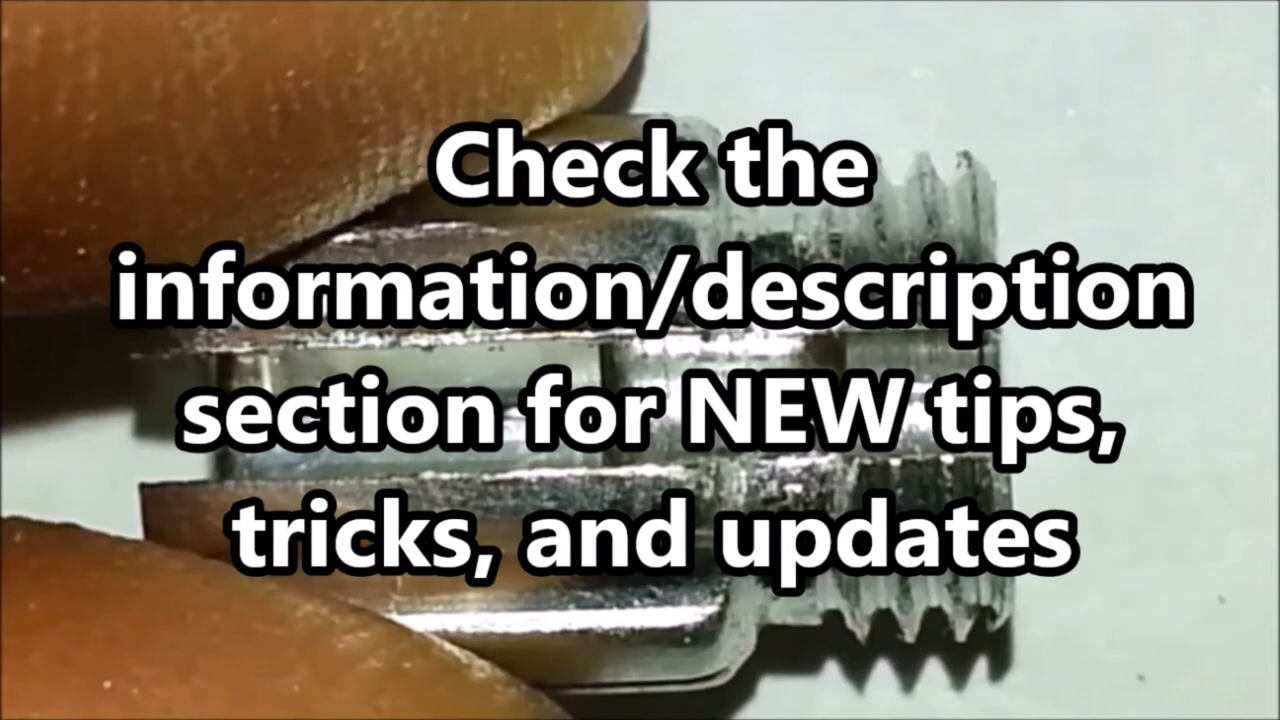 Check the
information/description
section for NEW tips,
tricks, and updates